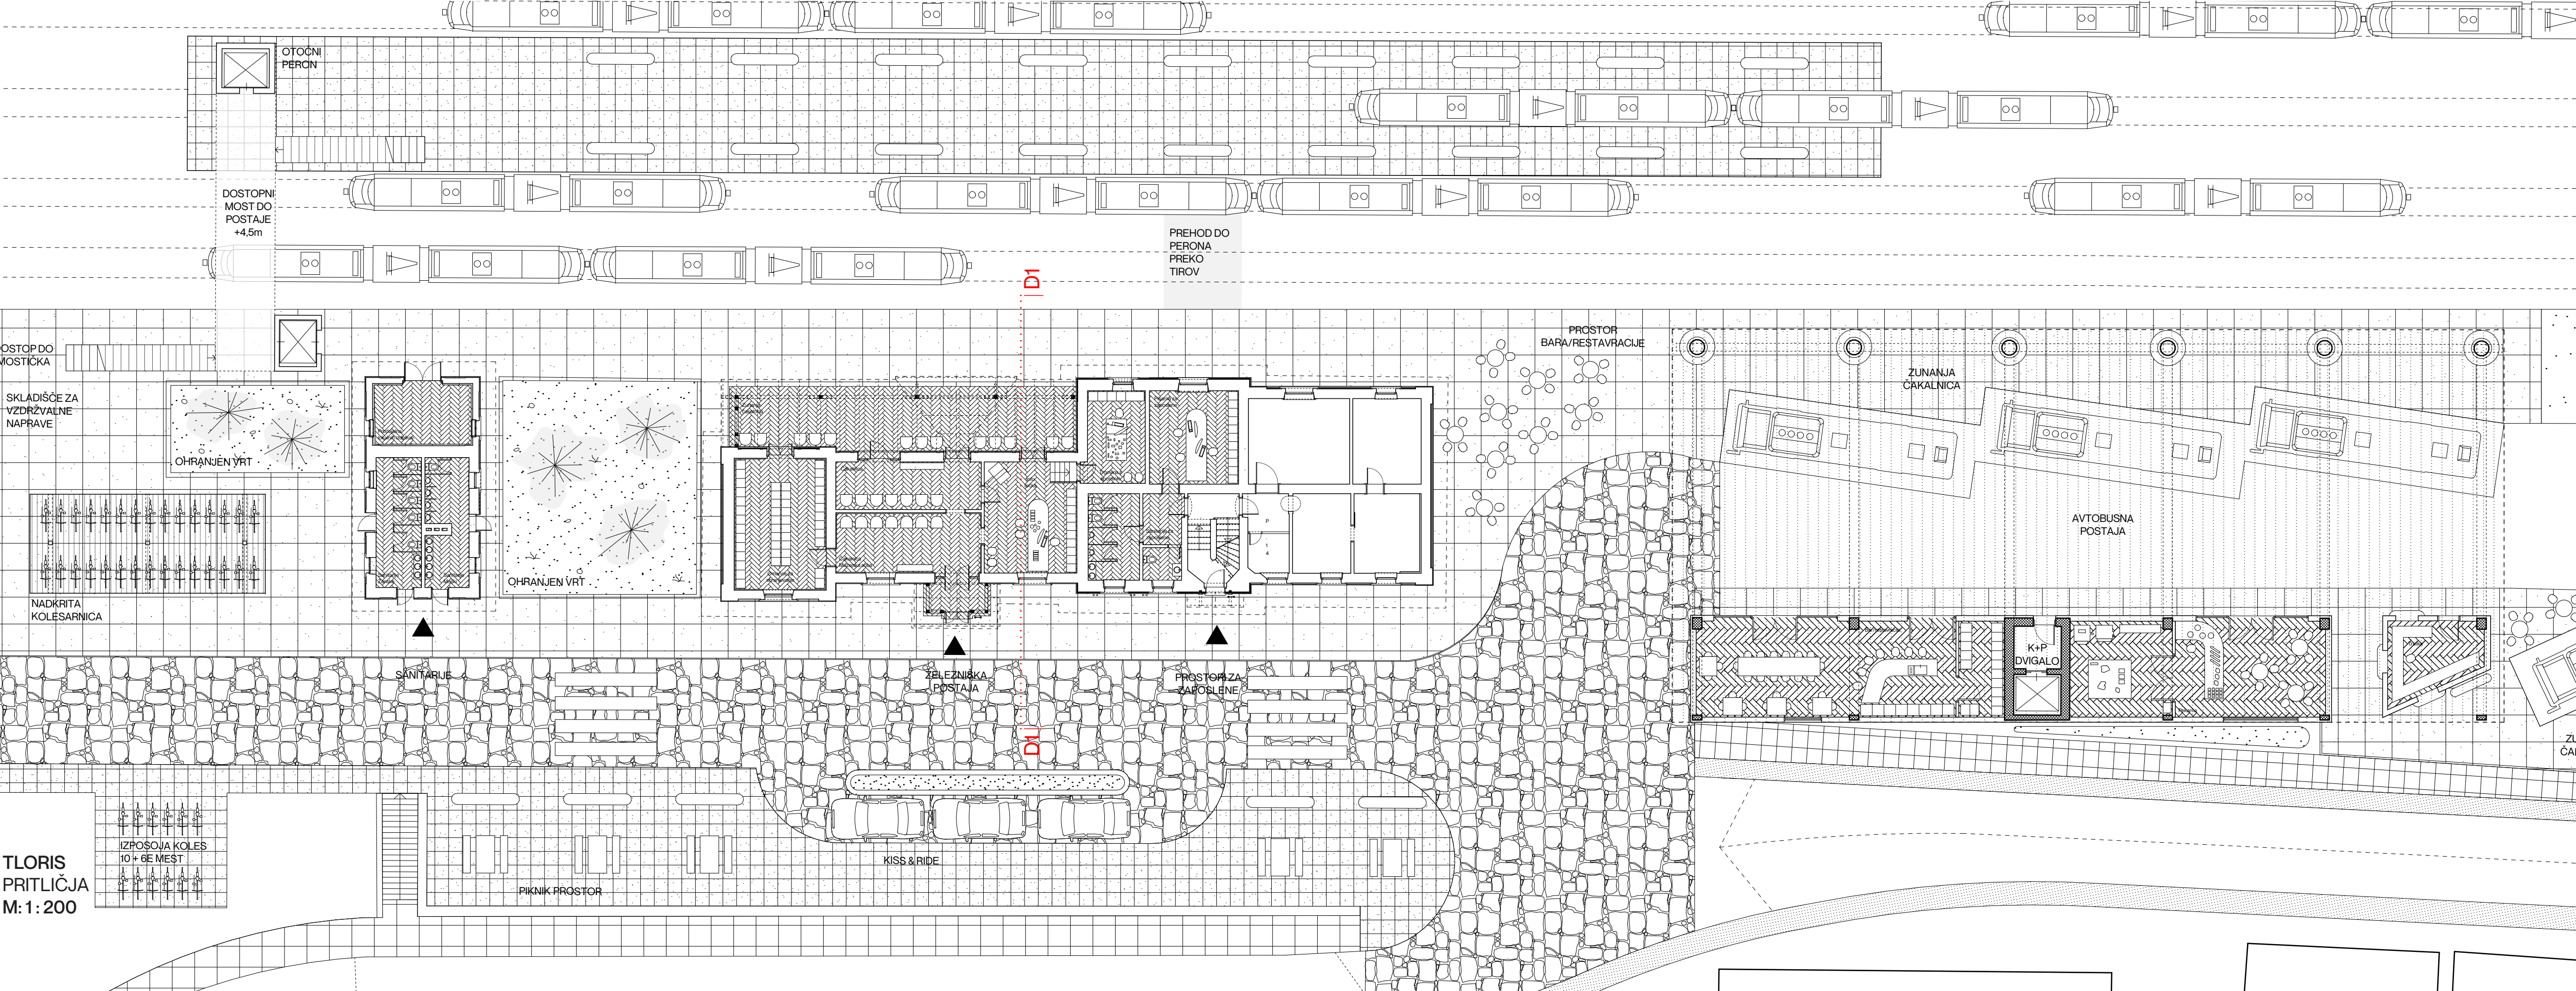 OTOČNI
PERON
DOSTOPNI
MOST DO
POSTAJE
+4,5m
PREHOD DO
PERONA
PREKO
TIROV
D1
PROSTOR
BARA/RESTAVRACIJE
OSTOP DO
MOSTIČKA
SKLADIŠČE ZA
VZDRŽVALNE
NAPRAVE
OHRANJEN VRT
OHRANJEN VRT
NADKRITA
KOLESARNICA
ZUNANJA
ČAKALNICA
AVTOBUSNA
POSTAJA
K+P
DVIGALO
SANITARIJE
ŽELEZNIŠKA
POSTAJA
PROSTORI ZA
ZAPOSLENE
D1
IZPOSOJA KOLES
10 + 6E MEST
KISS & RIDE
PIKNIK PROSTOR
TLORIS
PRITLIČJA
M: 1 : 200